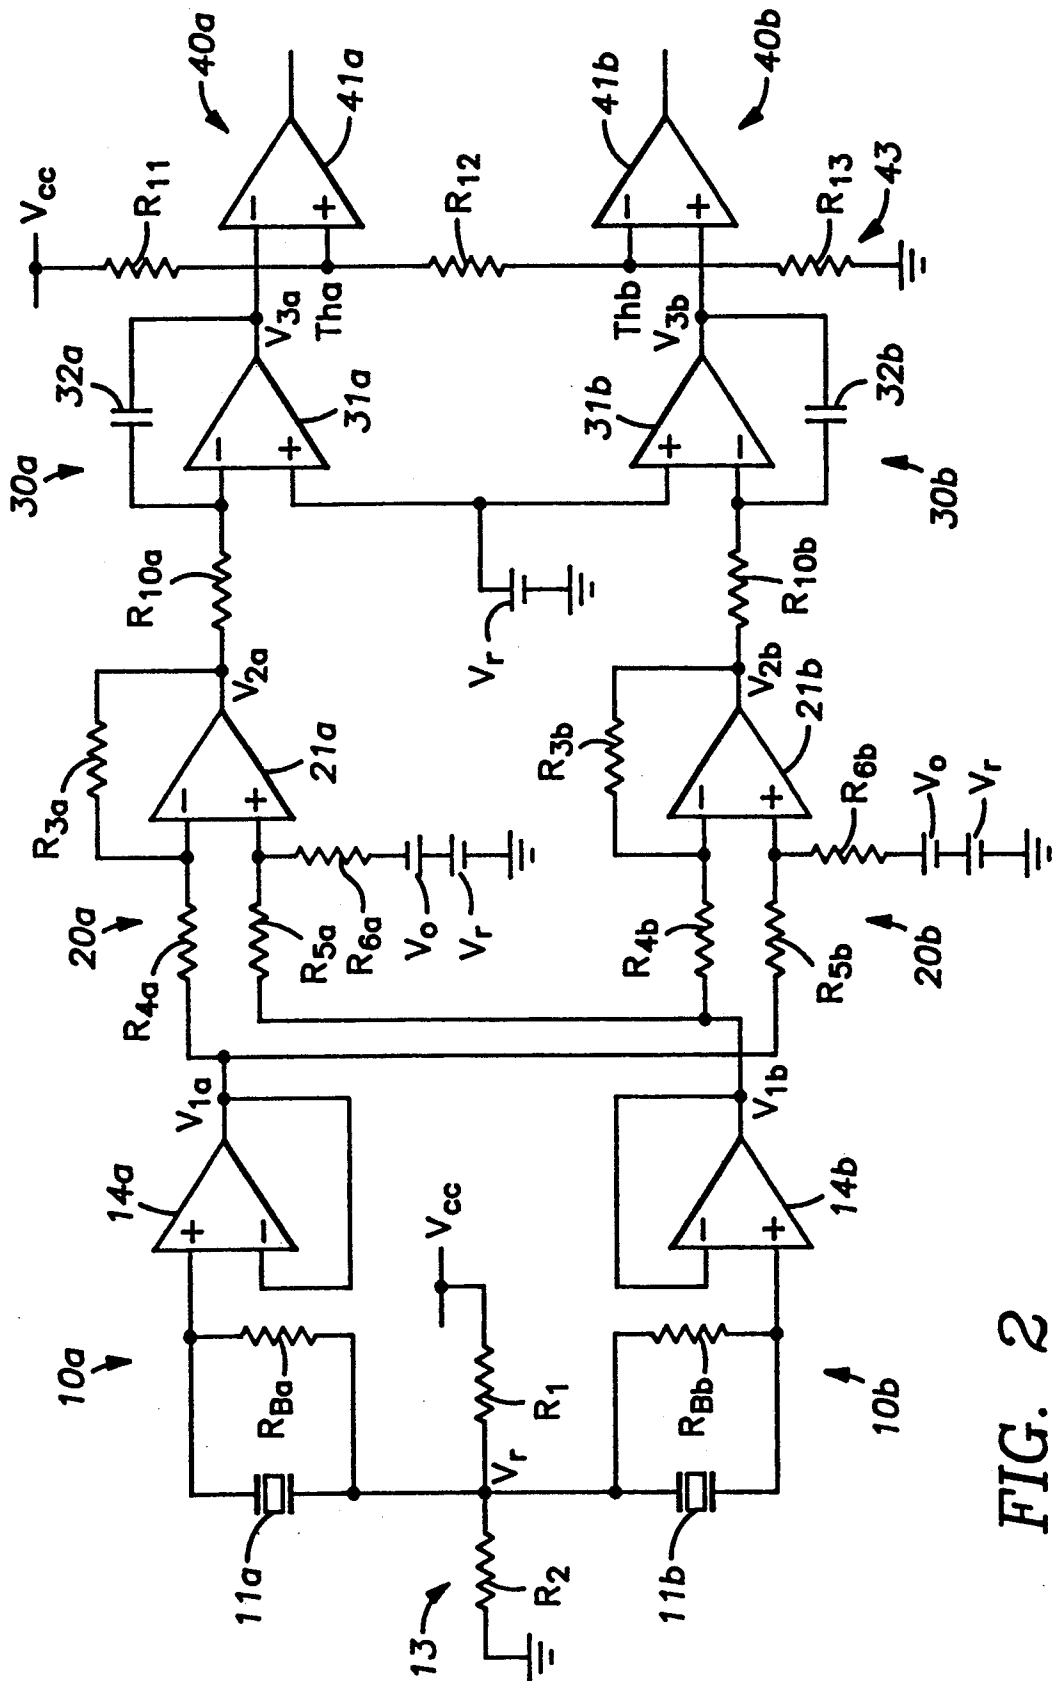 40a
41a
Vcc
R11
V3a
Tha
R12
40b
41b
Thb
V3b
R13
43
30a
32a
31a
R10a
Vr
31b
32b
30b
R10b
20a
R3a
V2a
21a
R4a
R5a
R6a
Vo
Vr
R3b
V2b
21b
R4b
R5b
R6b
Vo
Vr
20b
10a
14a
V1a
RBa
11a
Vcc
R1
Vr
R2
13
14b
V1b
RBb
11b
10b
+
−
−
+
−
+
−
+
−
+
+
−
−
+
−
+
FIG. 2